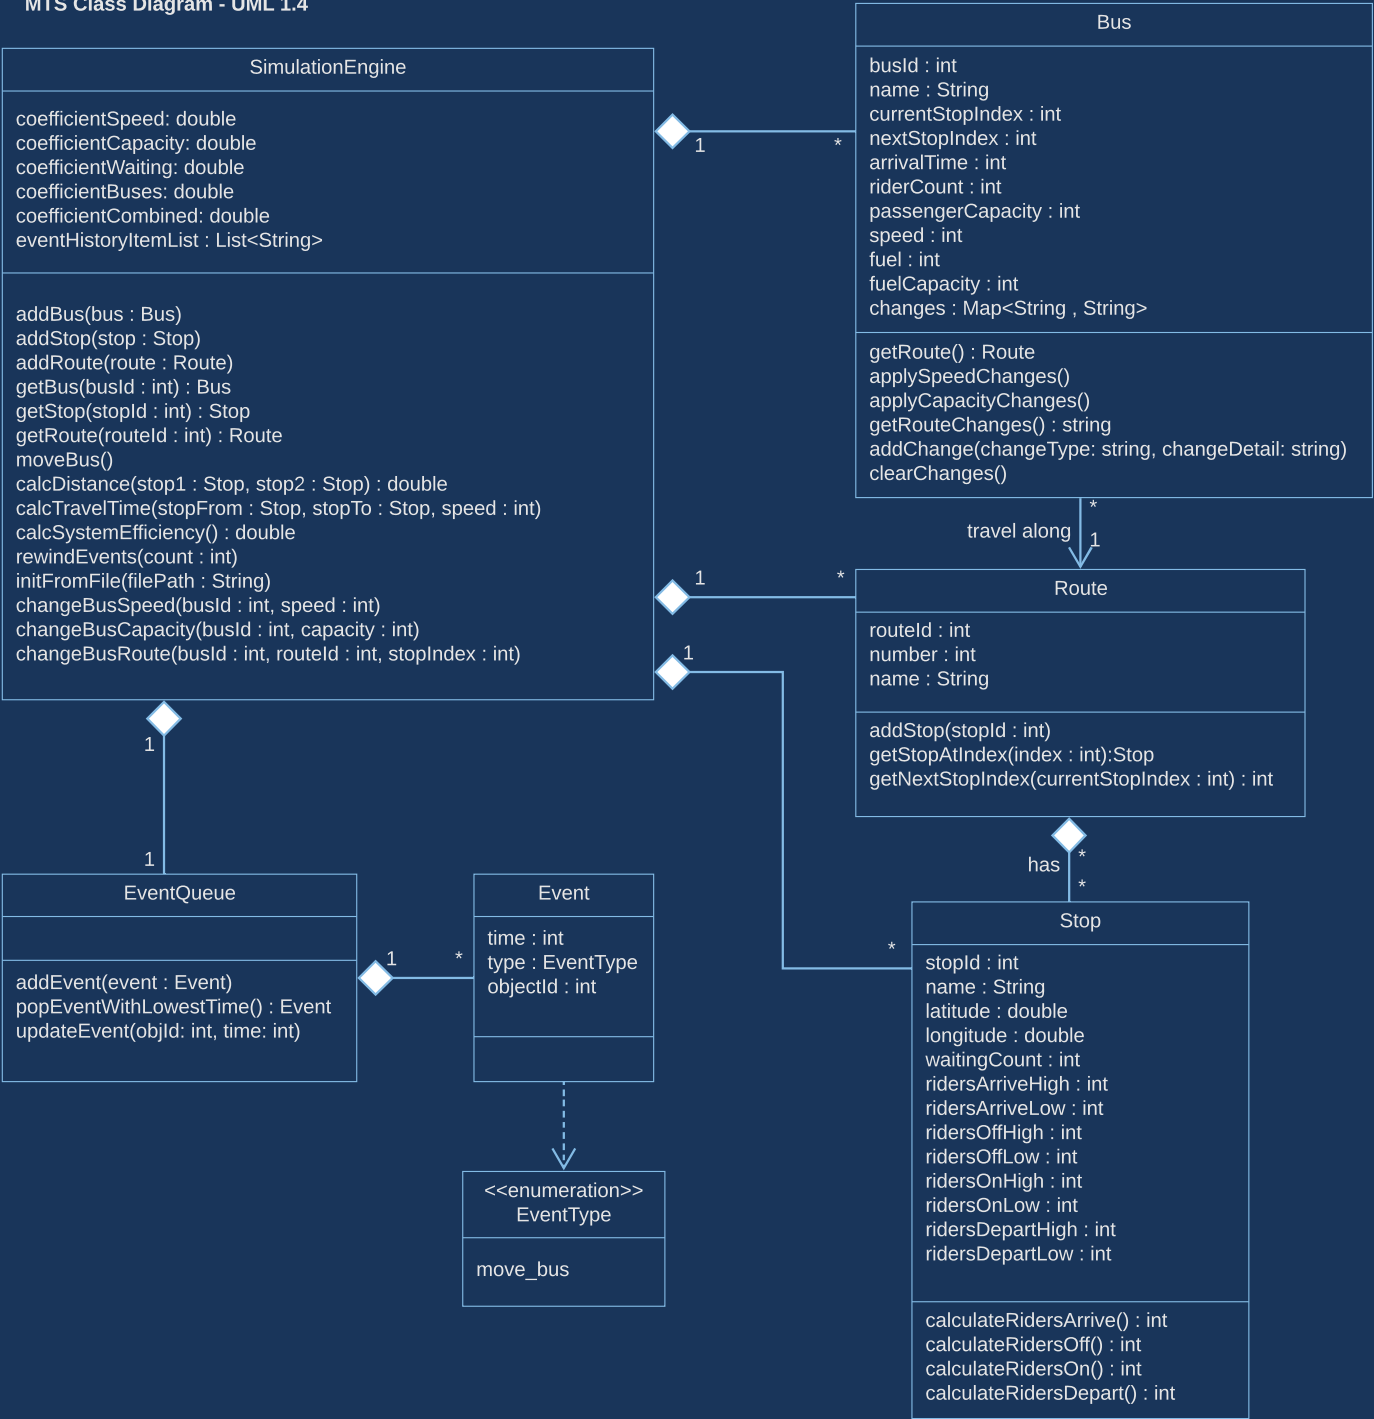 MTS Class Diagram - UML 1.4
SimulationEngine
coefficientSpeed: double
coefficientCapacity: double
coefficientWaiting: double
coefficientBuses: double
coefficientCombined: double
eventHistoryItemList : List<String>
addBus(bus : Bus)
addStop(stop : Stop)
addRoute(route : Route)
getBus(busId : int) : Bus
getStop(stopId : int) : Stop
getRoute(routeId : int) : Route
moveBus()
calcDistance(stop1 : Stop, stop2 : Stop) : double
calcTravelTime(stopFrom : Stop, stopTo : Stop, speed : int)
calcSystemEfficiency() : double
rewindEvents(count : int)
initFromFile(filePath : String)
changeBusSpeed(busId : int, speed : int)
changeBusCapacity(busId : int, capacity : int)
changeBusRoute(busId : int, routeId : int, stopIndex : int)
1
*
Bus
busId : int
name : String
currentStopIndex : int
nextStopIndex : int
arrivalTime : int
riderCount : int
passengerCapacity : int
speed : int
fuel : int
fuelCapacity : int
changes : Map<String , String>
getRoute() : Route
applySpeedChanges()
applyCapacityChanges()
getRouteChanges() : string
addChange(changeType: string, changeDetail: string)
clearChanges()
*
travel along
1
1
*
Route
routeId : int
number : int
name : String
addStop(stopId : int)
getStopAtIndex(index : int):Stop
getNextStopIndex(currentStopIndex : int) : int
1
*
*
has
*
Stop
stopId : int
name : String
latitude : double
longitude : double
waitingCount : int
ridersArriveHigh : int
ridersArriveLow : int
ridersOffHigh : int
ridersOffLow : int
ridersOnHigh : int
ridersOnLow : int
ridersDepartHigh : int
ridersDepartLow : int
calculateRidersArrive() : int
calculateRidersOff() : int
calculateRidersOn() : int
calculateRidersDepart() : int
1
1
EventQueue
addEvent(event : Event)
popEventWithLowestTime() : Event
updateEvent(objId: int, time: int)
1
*
Event
time : int
type : EventType
objectId : int
<<enumeration>>
EventType
move_bus